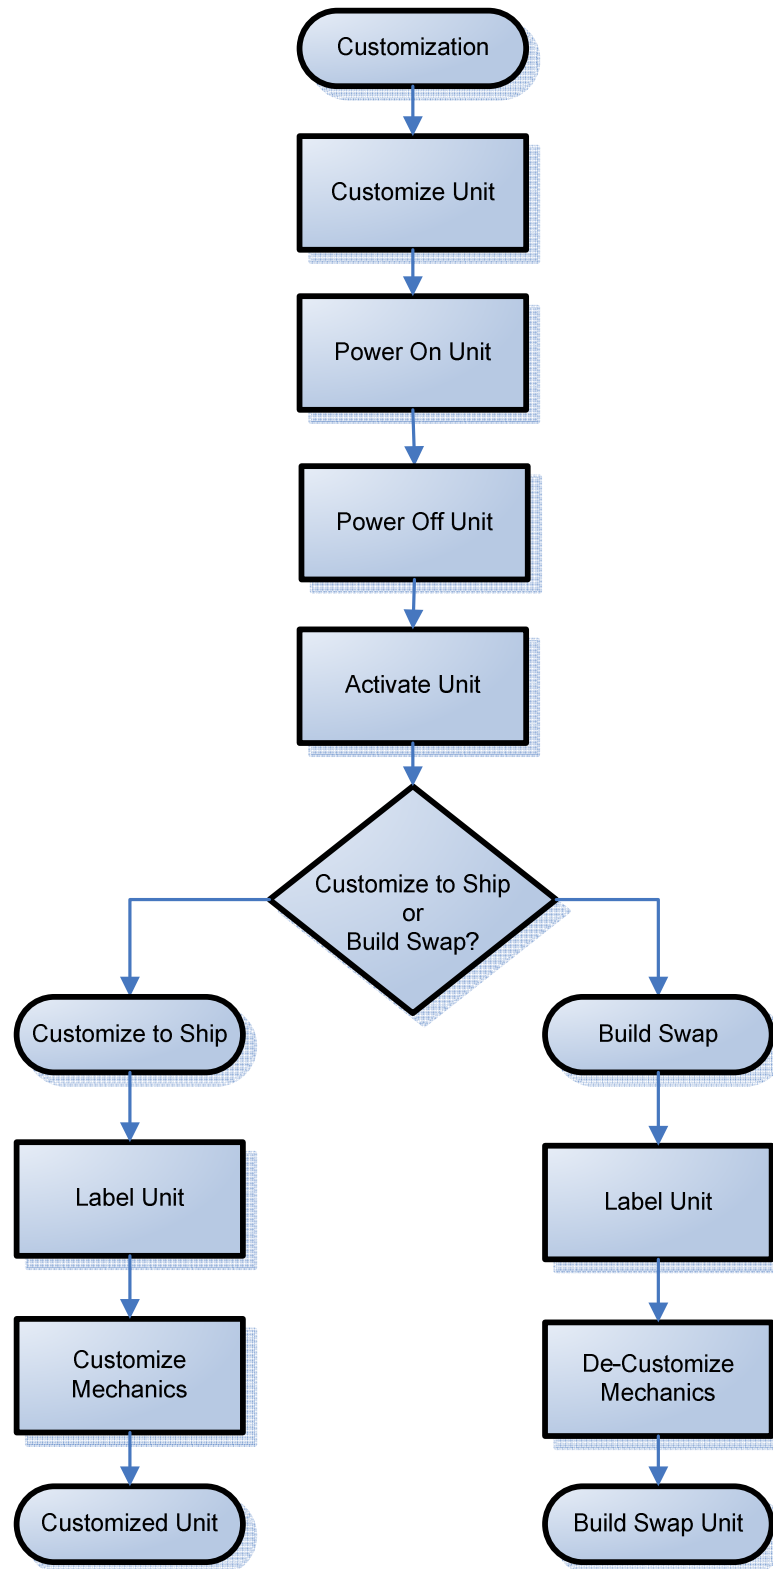 Customization
Customize Unit
Power On Unit
Power Off Unit
Activate Unit
Customize to Ship
or
Build Swap?
Customize to Ship
Build Swap
Label Unit
Label Unit
Customize
Mechanics
De-Customize
Mechanics
Customized Unit
Build Swap Unit